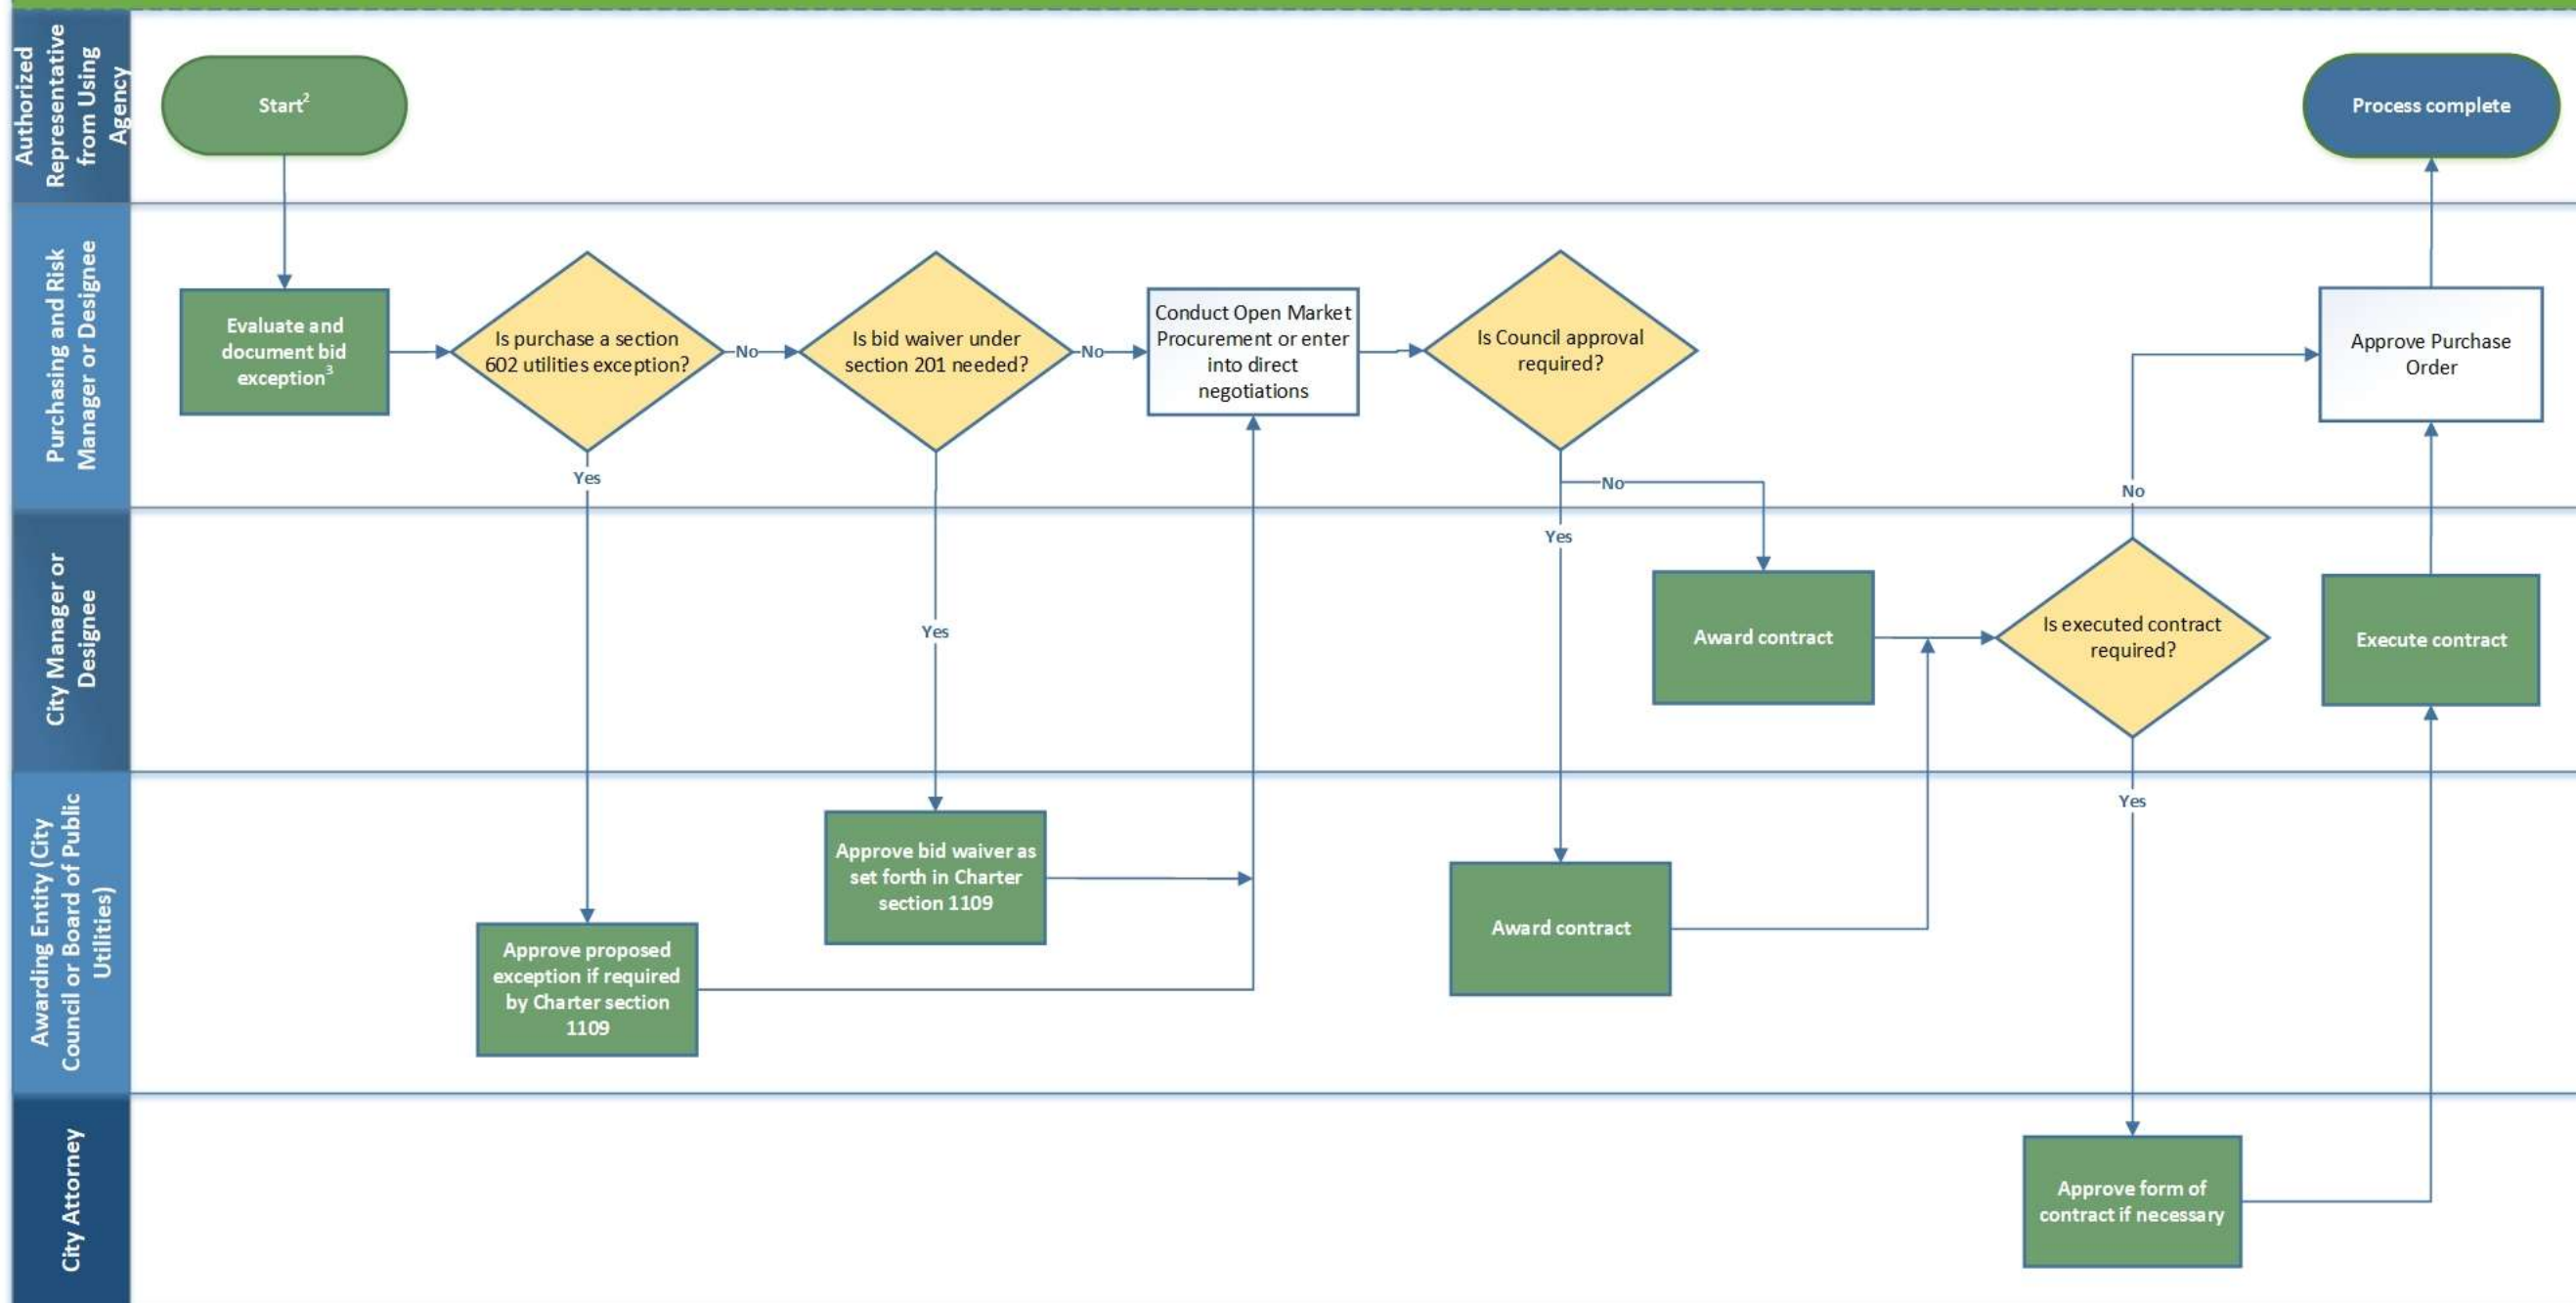 Authorized
Representative
from Using
Agency
Start²
Process complete
Purchasing and Risk
Manager or Designee
Evaluate and
document bid
exception³
Is purchase a section
602 utilities exception?
No
Yes
Is bid waiver under
section 201 needed?
No
Yes
Conduct Open Market
Procurement or enter
into direct
negotiations
Is Council approval
required?
No
Yes
Approve Purchase
Order
City Manager or
Designee
Award contract
Is executed contract
required?
No
Yes
Execute contract
Awarding Entity (City
Council or Board of Public
Utilities)
Approve proposed
exception if required
by Charter section
1109
Approve bid waiver as
set forth in Charter
section 1109
Award contract
City Attorney
Approve form of
contract if necessary